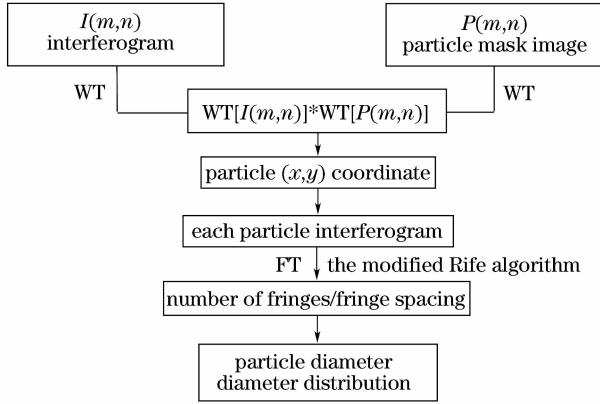 I(m,n)
interferogram
P(m,n)
particle mask image
WT
WT
WT[I(m,n)]*WT[P(m,n)]
particle (x,y) coordinate
each particle interferogram
FT the modified Rife algorithm
number of fringes/fringe spacing
particle diameter
diameter distribution